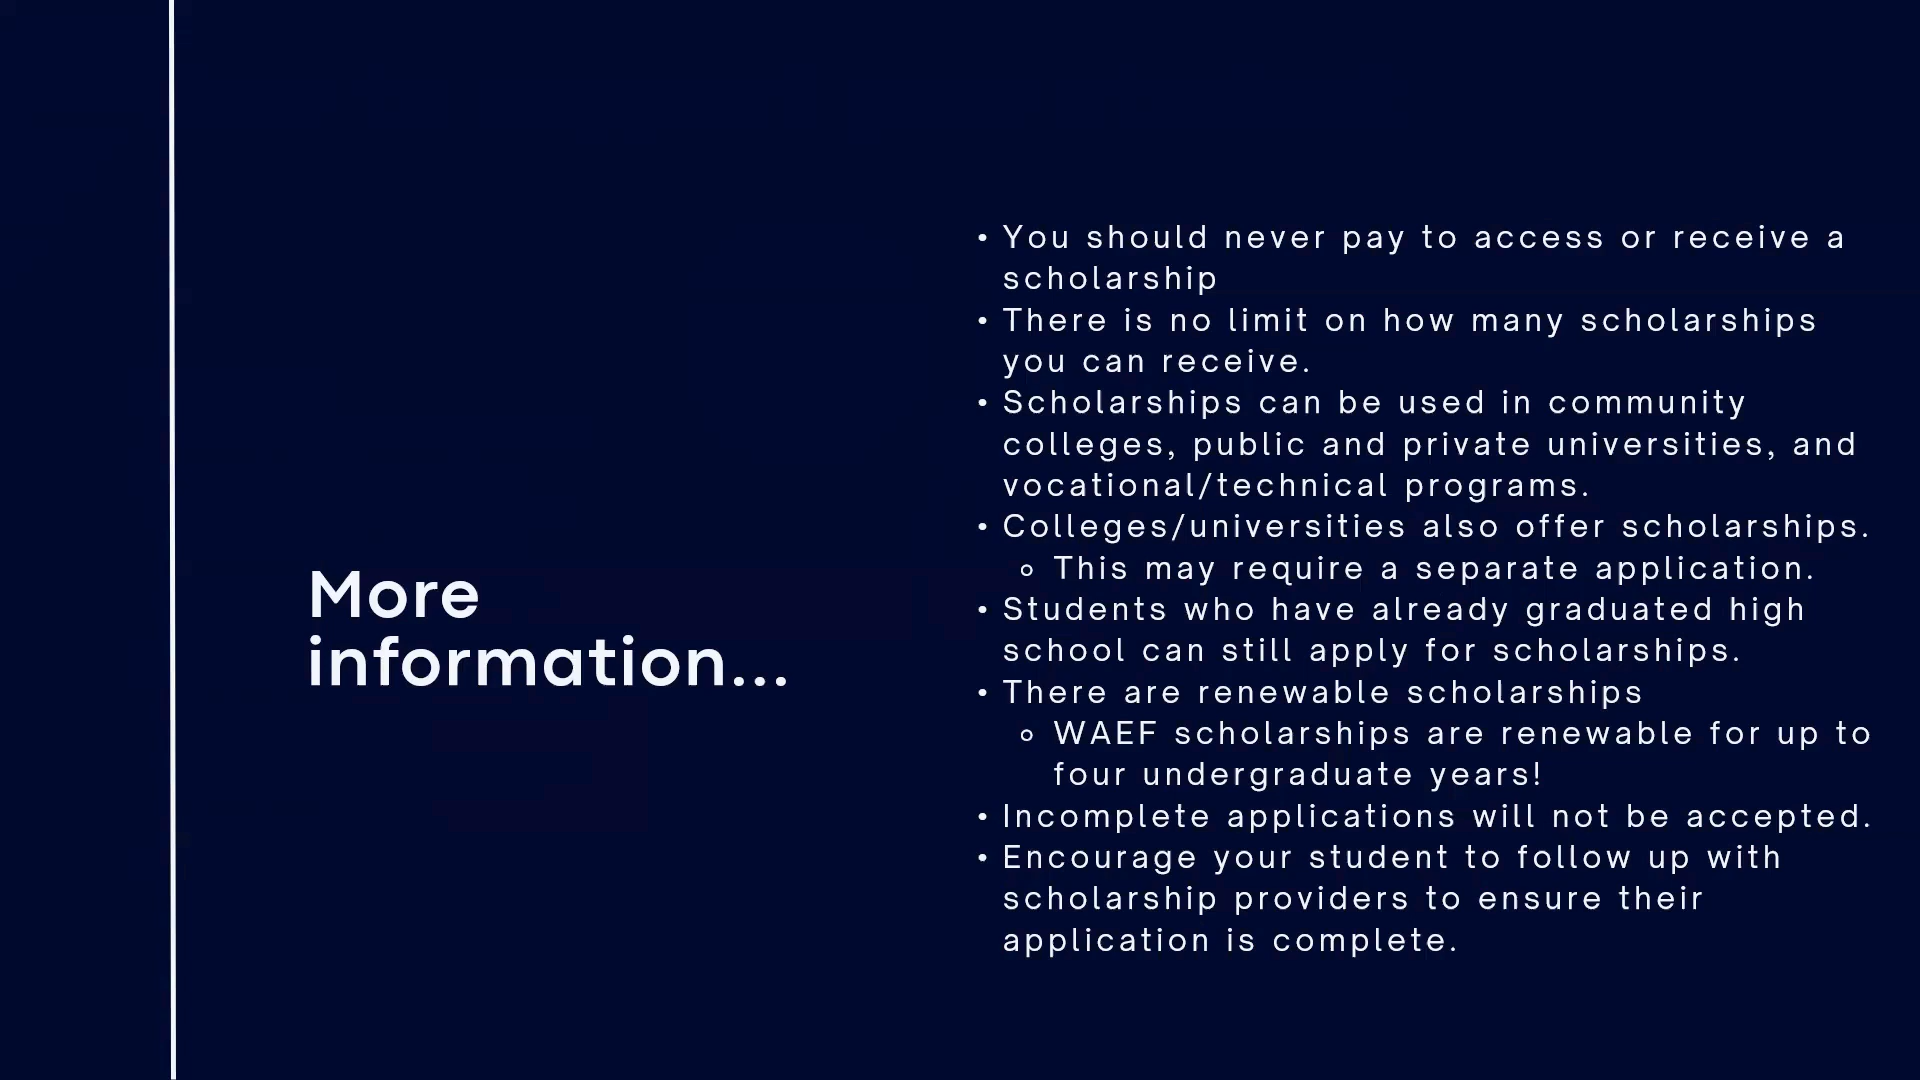 More
information...
• You should never pay to access or receive a
scholarship
• There is no limit on how many scholarships
you can receive.
• Scholarships can be used in community
colleges, public and private universities, and
vocational/technical programs.
• Colleges/universities also offer scholarships.
◦ This may require a separate application.
• Students who have already graduated high
school can still apply for scholarships.
• There are renewable scholarships
◦ WAEF scholarships are renewable for up to
four undergraduate years!
• Incomplete applications will not be accepted.
• Encourage your student to follow up with
scholarship providers to ensure their
application is complete.